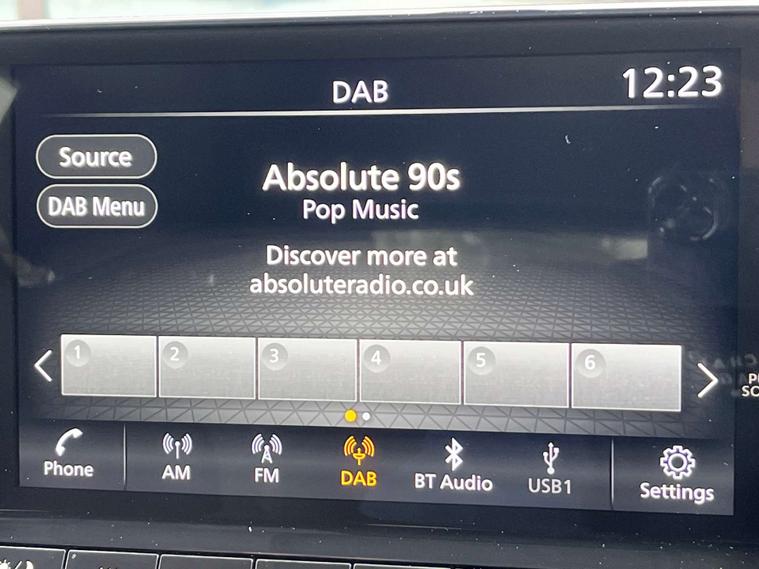 DAB
12:23
Source
DAB Menu
Absolute 90s
Pop Music
Discover more at
absoluteradio.co.uk
1 2 3 4 5 6
Phone
AM
FM
DAB
BT Audio
USB1
Settings